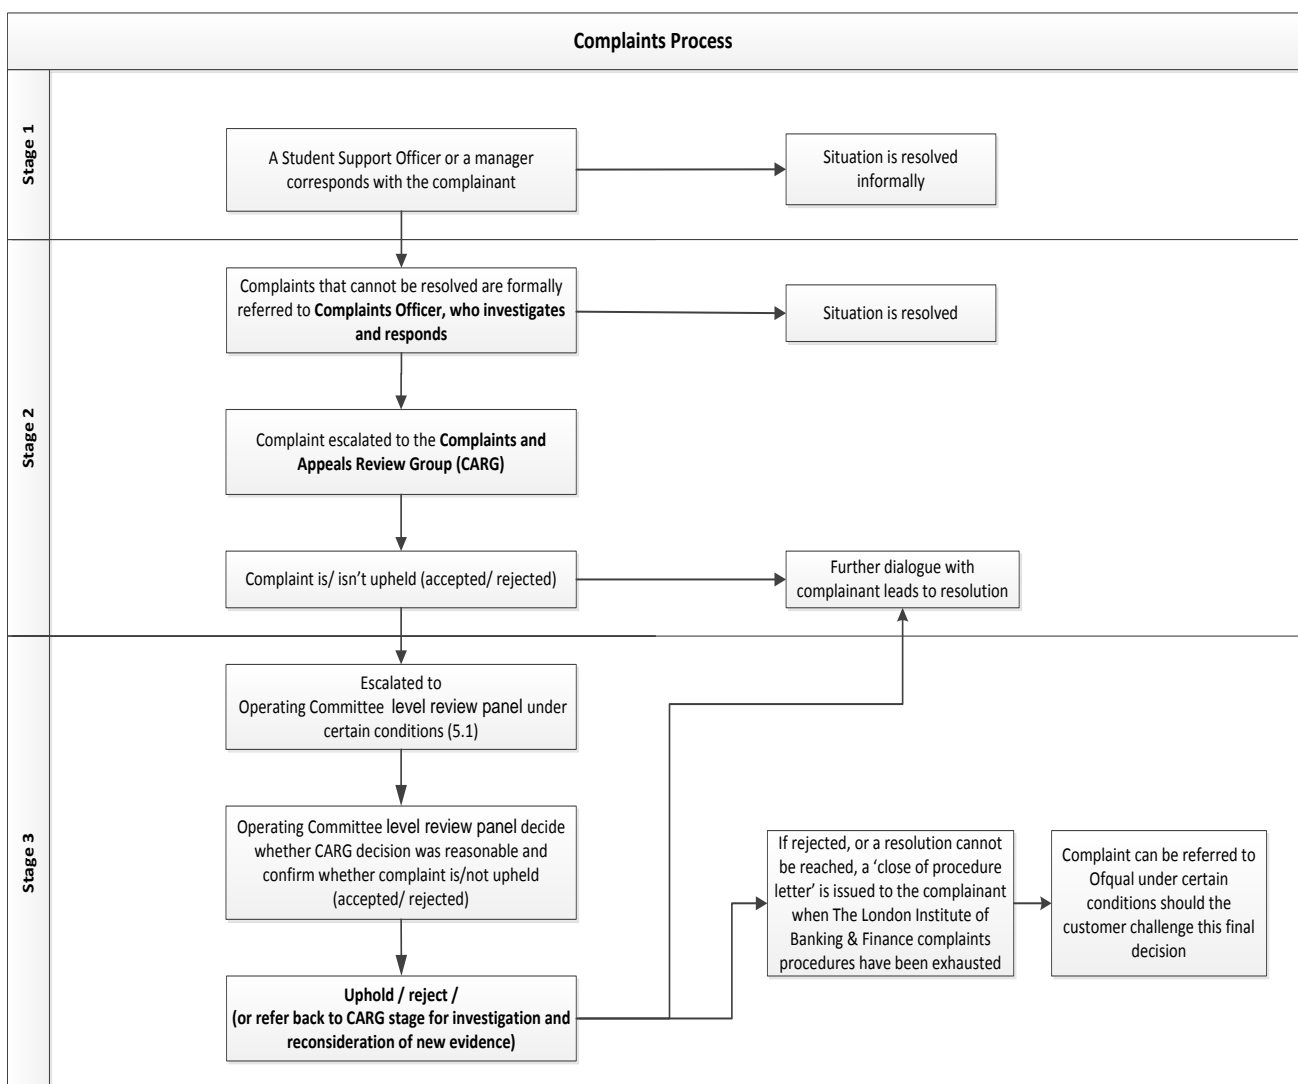 Complaints Process
Stage 1
A Student Support Officer or a manager
corresponds with the complainant
Situation is resolved
informally
Stage 2
Complaints that cannot be resolved are formally
referred to Complaints Officer, who investigates
and responds
Situation is resolved
Complaint escalated to the Complaints and
Appeals Review Group (CARG)
Complaint is/ isn’t upheld (accepted/ rejected)
Further dialogue with
complainant leads to resolution
Stage 3
Escalated to
Operating Committee level review panel under
certain conditions (5.1)
Operating Committee level review panel decide
whether CARG decision was reasonable and
confirm whether complaint is/not upheld
(accepted/ rejected)
Uphold / reject /
(or refer back to CARG stage for investigation and
reconsideration of new evidence)
If rejected, or a resolution cannot
be reached, a ‘close of procedure
letter’ is issued to the complainant
when The London Institute of
Banking & Finance complaints
procedures have been exhausted
Complaint can be referred to
Ofqual under certain
conditions should the
customer challenge this final
decision